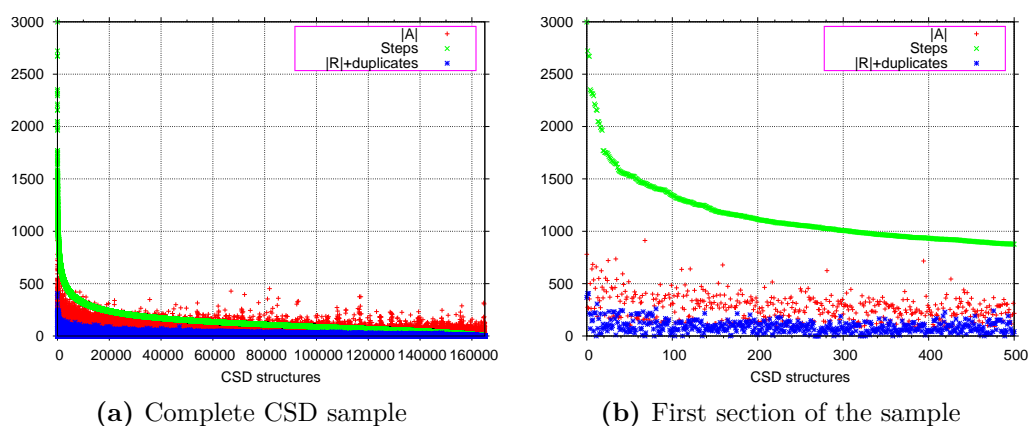 3000
2500
2000
1500
1000
500
0
|A|
Steps
|R|+duplicates
0 20000 40000 60000 80000 100000 120000 140000 160000
CSD structures
(a) Complete CSD sample
3000
2500
2000
1500
1000
500
0
|A|
Steps
|R|+duplicates
0 100 200 300 400 500
CSD structures
(b) First section of the sample